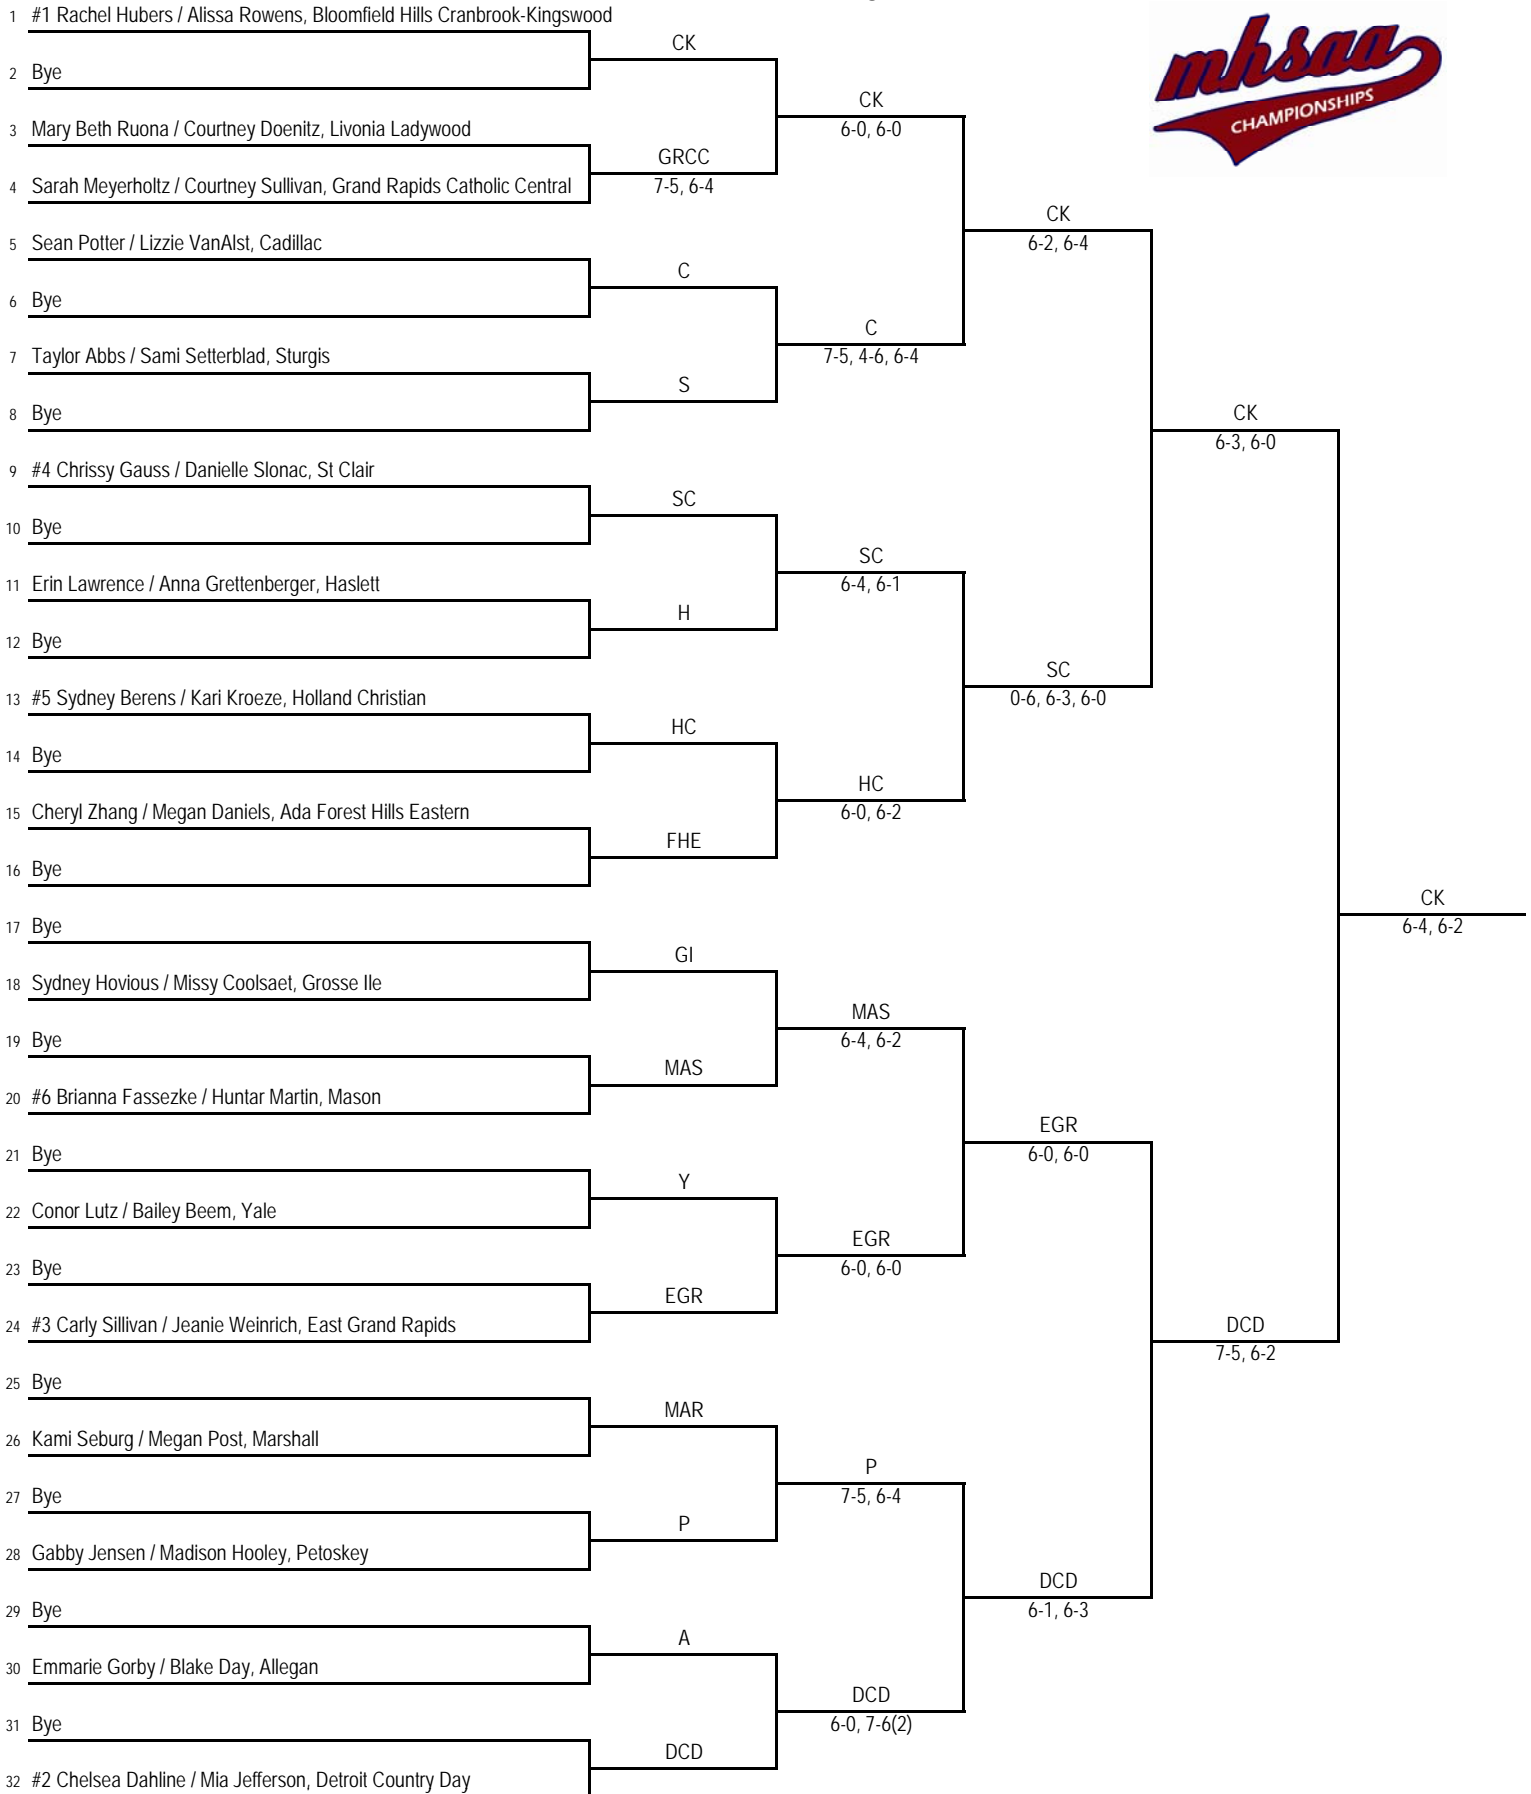 1 #1 Rachel Hubers / Alissa Rowens, Bloomfield Hills Cranbrook-Kingswood
CK
2 Bye
CK
6-0, 6-0
3 Mary Beth Ruona / Courtney Doenitz, Livonia Ladywood
GRCC
7-5, 6-4
4 Sarah Meyerholtz / Courtney Sullivan, Grand Rapids Catholic Central
CK
6-2, 6-4
5 Sean Potter / Lizzie VanAlst, Cadillac
C
6 Bye
C
7-5, 4-6, 6-4
7 Taylor Abbs / Sami Setterblad, Sturgis
S
8 Bye
CK
6-3, 6-0
9 #4 Chrissy Gauss / Danielle Slonac, St Clair
SC
10 Bye
SC
6-4, 6-1
11 Erin Lawrence / Anna Grettenberger, Haslett
H
12 Bye
SC
0-6, 6-3, 6-0
13 #5 Sydney Berens / Kari Kroeze, Holland Christian
HC
14 Bye
HC
6-0, 6-2
15 Cheryl Zhang / Megan Daniels, Ada Forest Hills Eastern
FHE
16 Bye
CK
6-4, 6-2
17 Bye
GI
18 Sydney Hovious / Missy Coolsaet, Grosse Ile
MAS
6-4, 6-2
19 Bye
MAS
20 #6 Brianna Fassezke / Huntar Martin, Mason
EGR
6-0, 6-0
21 Bye
Y
22 Conor Lutz / Bailey Beem, Yale
EGR
6-0, 6-0
23 Bye
EGR
24 #3 Carly Sillivan / Jeanie Weinrich, East Grand Rapids
DCD
7-5, 6-2
25 Bye
MAR
26 Kami Seburg / Megan Post, Marshall
P
7-5, 6-4
27 Bye
P
28 Gabby Jensen / Madison Hooley, Petoskey
DCD
6-1, 6-3
29 Bye
A
30 Emmarie Gorby / Blake Day, Allegan
DCD
6-0, 7-6(2)
31 Bye
DCD
32 #2 Chelsea Dahline / Mia Jefferson, Detroit Country Day
mhsaa
CHAMPIONSHIPS